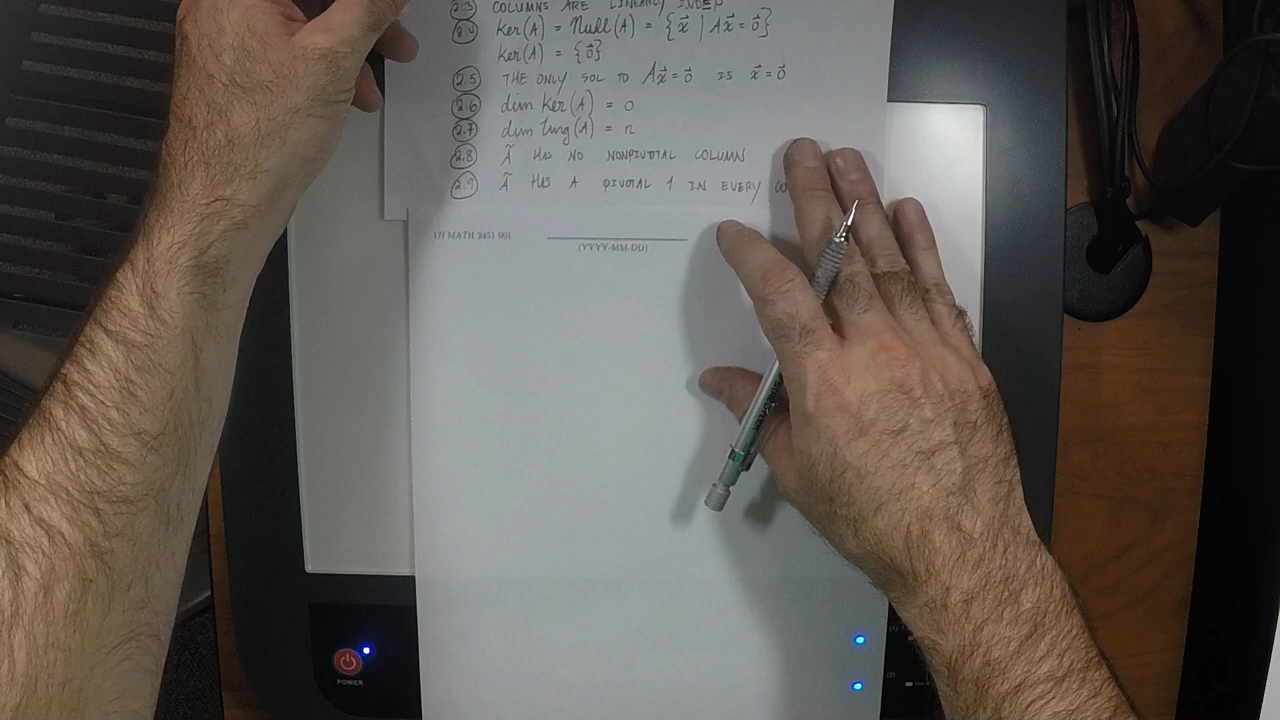 2.3 COLUMNS ARE LINEARLY INDEP
2.4 Ker(A) = Null(A) = {x⃗ | Ax⃗ = 0⃗}
Ker(A) = {0⃗}
2.5 THE ONLY SOL TO Ax⃗ = 0⃗ IS x⃗ = 0⃗
2.6 dim Ker(A) = 0
2.7 dim Img(A) = n
2.8 Ã HAS NO NONPIVOTAL COLUMN
2.9 Ã HAS A PIVOTAL 1 IN EVERY
MATH 2451
(YYYY-MM-DD)
POWER